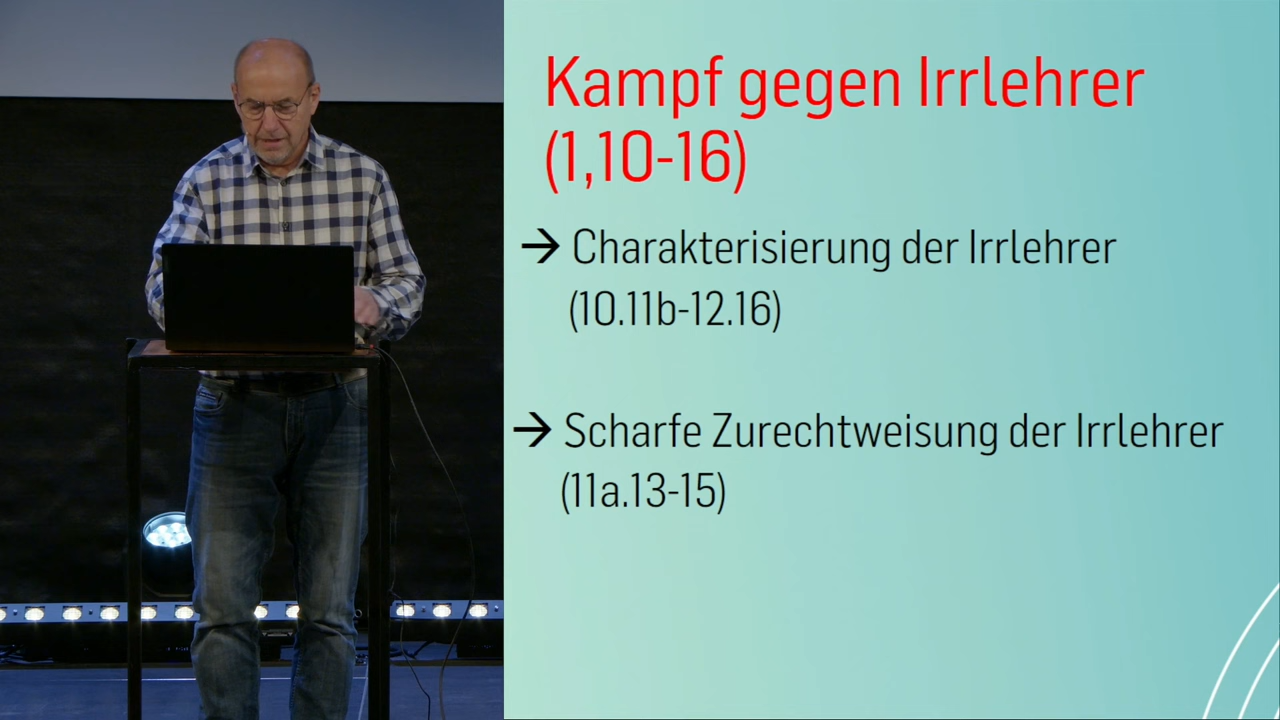 Kampf gegen Irrlehrer
(1,10-16)
→ Charakterisierung der Irrlehrer
(10.11b-12.16)
→ Scharfe Zurechtweisung der Irrlehrer
(11a.13-15)